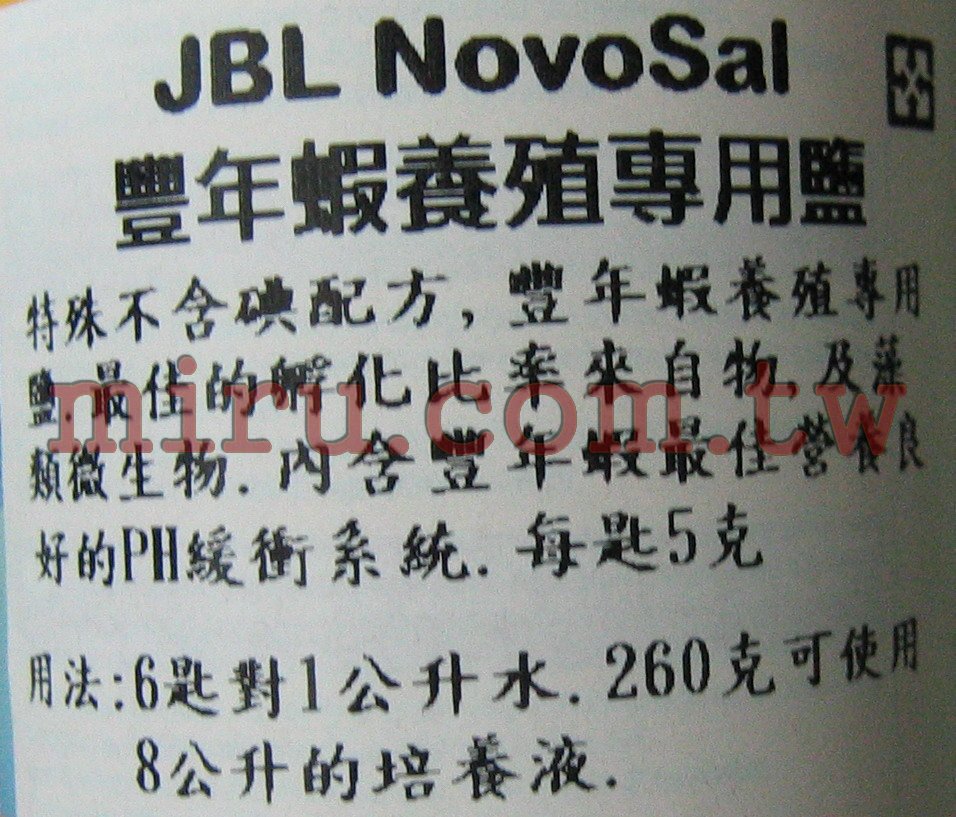 JBL NovoSal
豐年蝦養殖專用鹽
特殊不含碘配方，豐年蝦養殖專用
鹽.最佳的孵化比率來自物.及藻
類微生物.內含豐年蝦最佳營養良
好的PH緩衝系統.每匙5克
用法:6匙對1公升水.260克可使用
8公升的培養液.
miru.com.tw